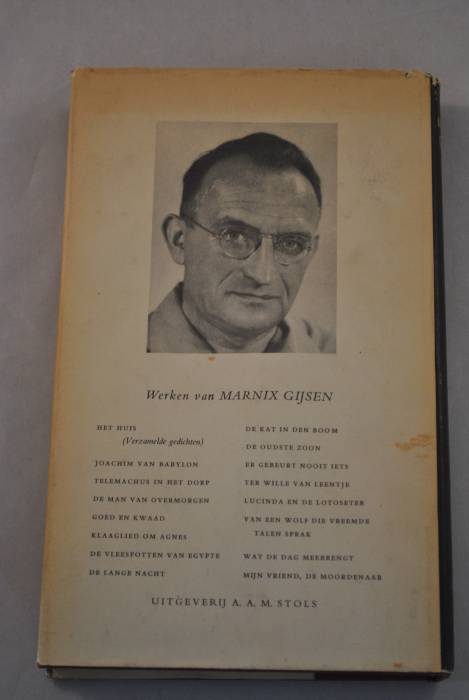 Werken van MARNIX GIJSEN
HET HUIS
(Verzamelde gedichten)
JOACHIM VAN BABYLON
TELEMACHUS IN HET DORP
DE MAN VAN OVERMORGEN
GOED EN KWAAD
KLAAGLIED OM AGNES
DE VLEESPOTTEN VAN EGYPTE
DE LANGE NACHT
DE KAT IN DEN BOOM
DE OUDSTE ZOON
ER GEBEURT NOOIT IETS
TER WILLE VAN LEENTJE
LUCINDA EN DE LOTOSETER
VAN EEN WOLF DIE VREEMDE
TALEN SPRAK
WAT DE DAG MEEBRENGT
MIJN VRIEND, DE MOORDENAAR
UITGEVERIJ A. A. M. STOLS